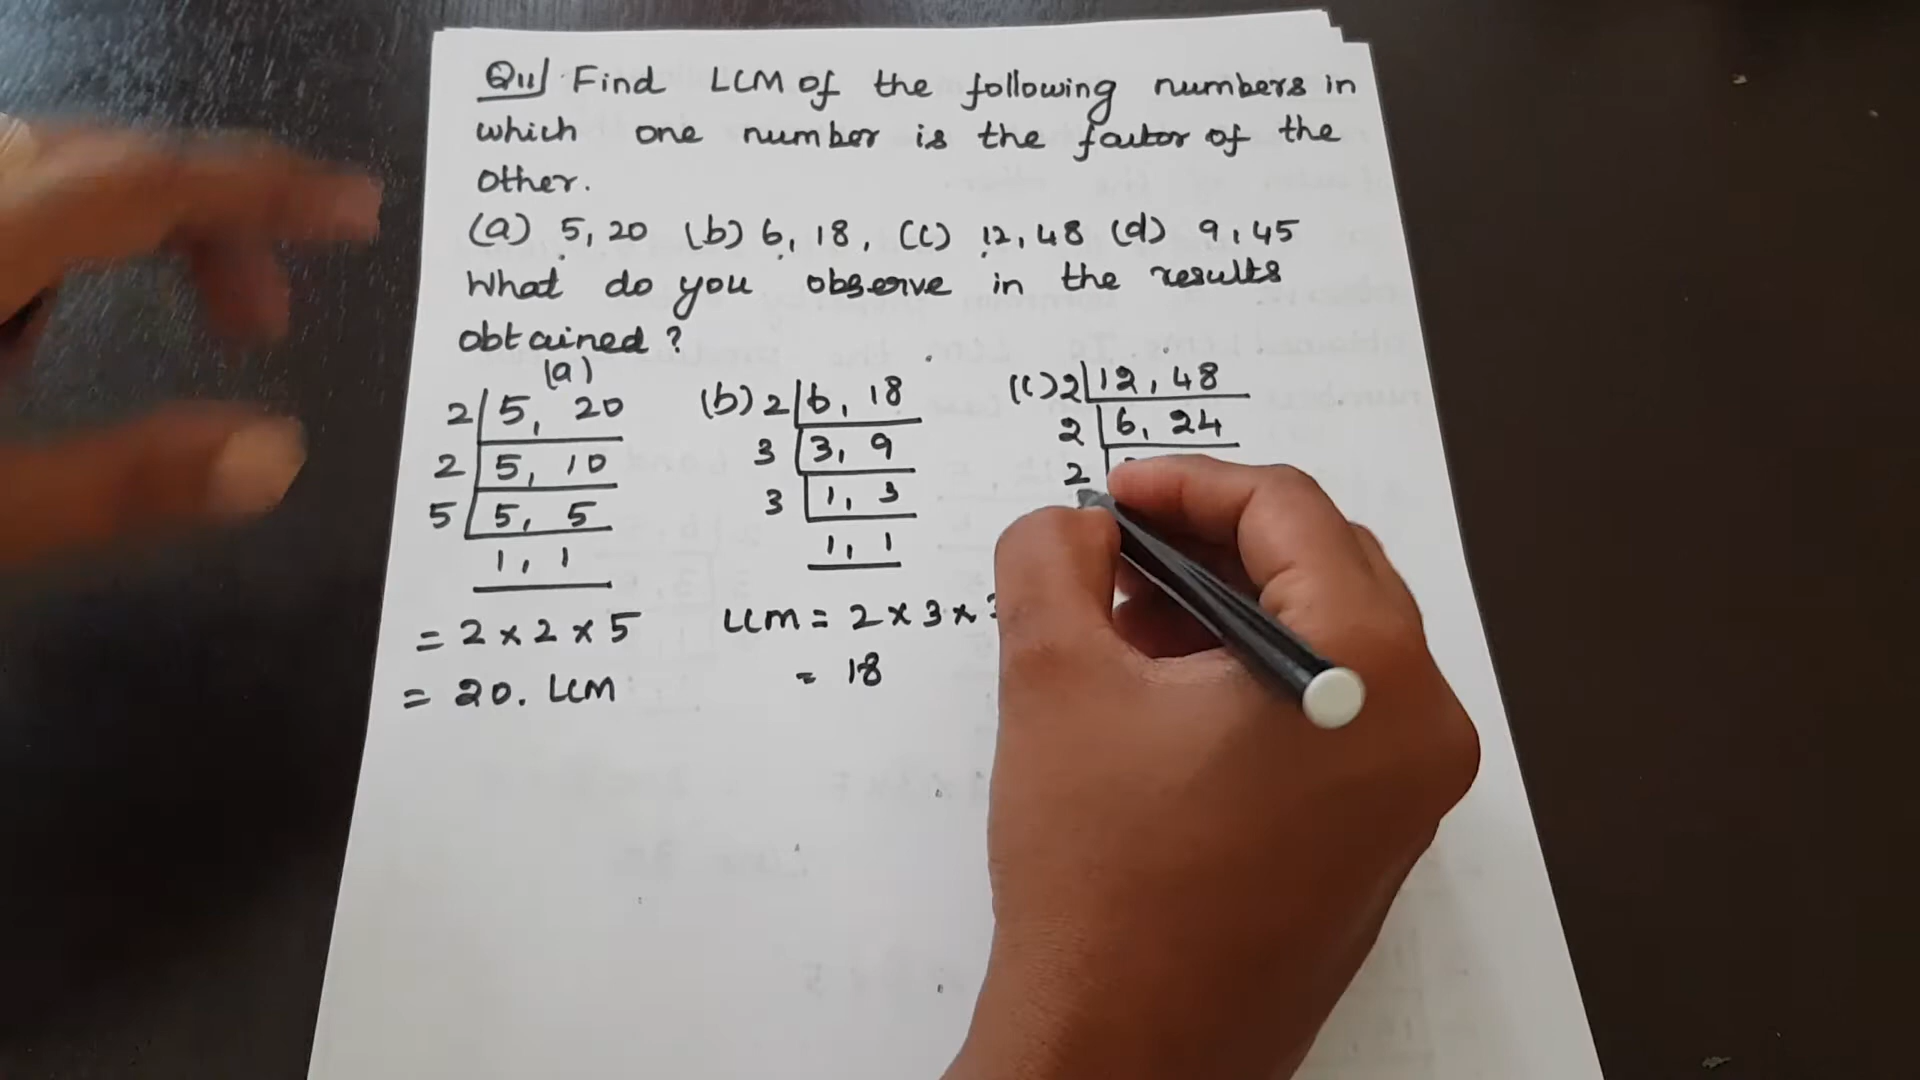 Q11) Find LCM of the following numbers in
which one number is the factor of the
other.
(a) 5, 20 (b) 6, 18, (c) 12, 48 (d) 9, 45
What do you observe in the results
obtained?
(a)
2 5, 20
2 5, 10
5 5, 5
1, 1
= 2 × 2 × 5
= 20. LCM
(b) 2 6, 18
3 3, 9
3 1, 3
1, 1
LCM = 2 × 3 ×
= 18
(c) 2 12, 48
2 6, 24
2